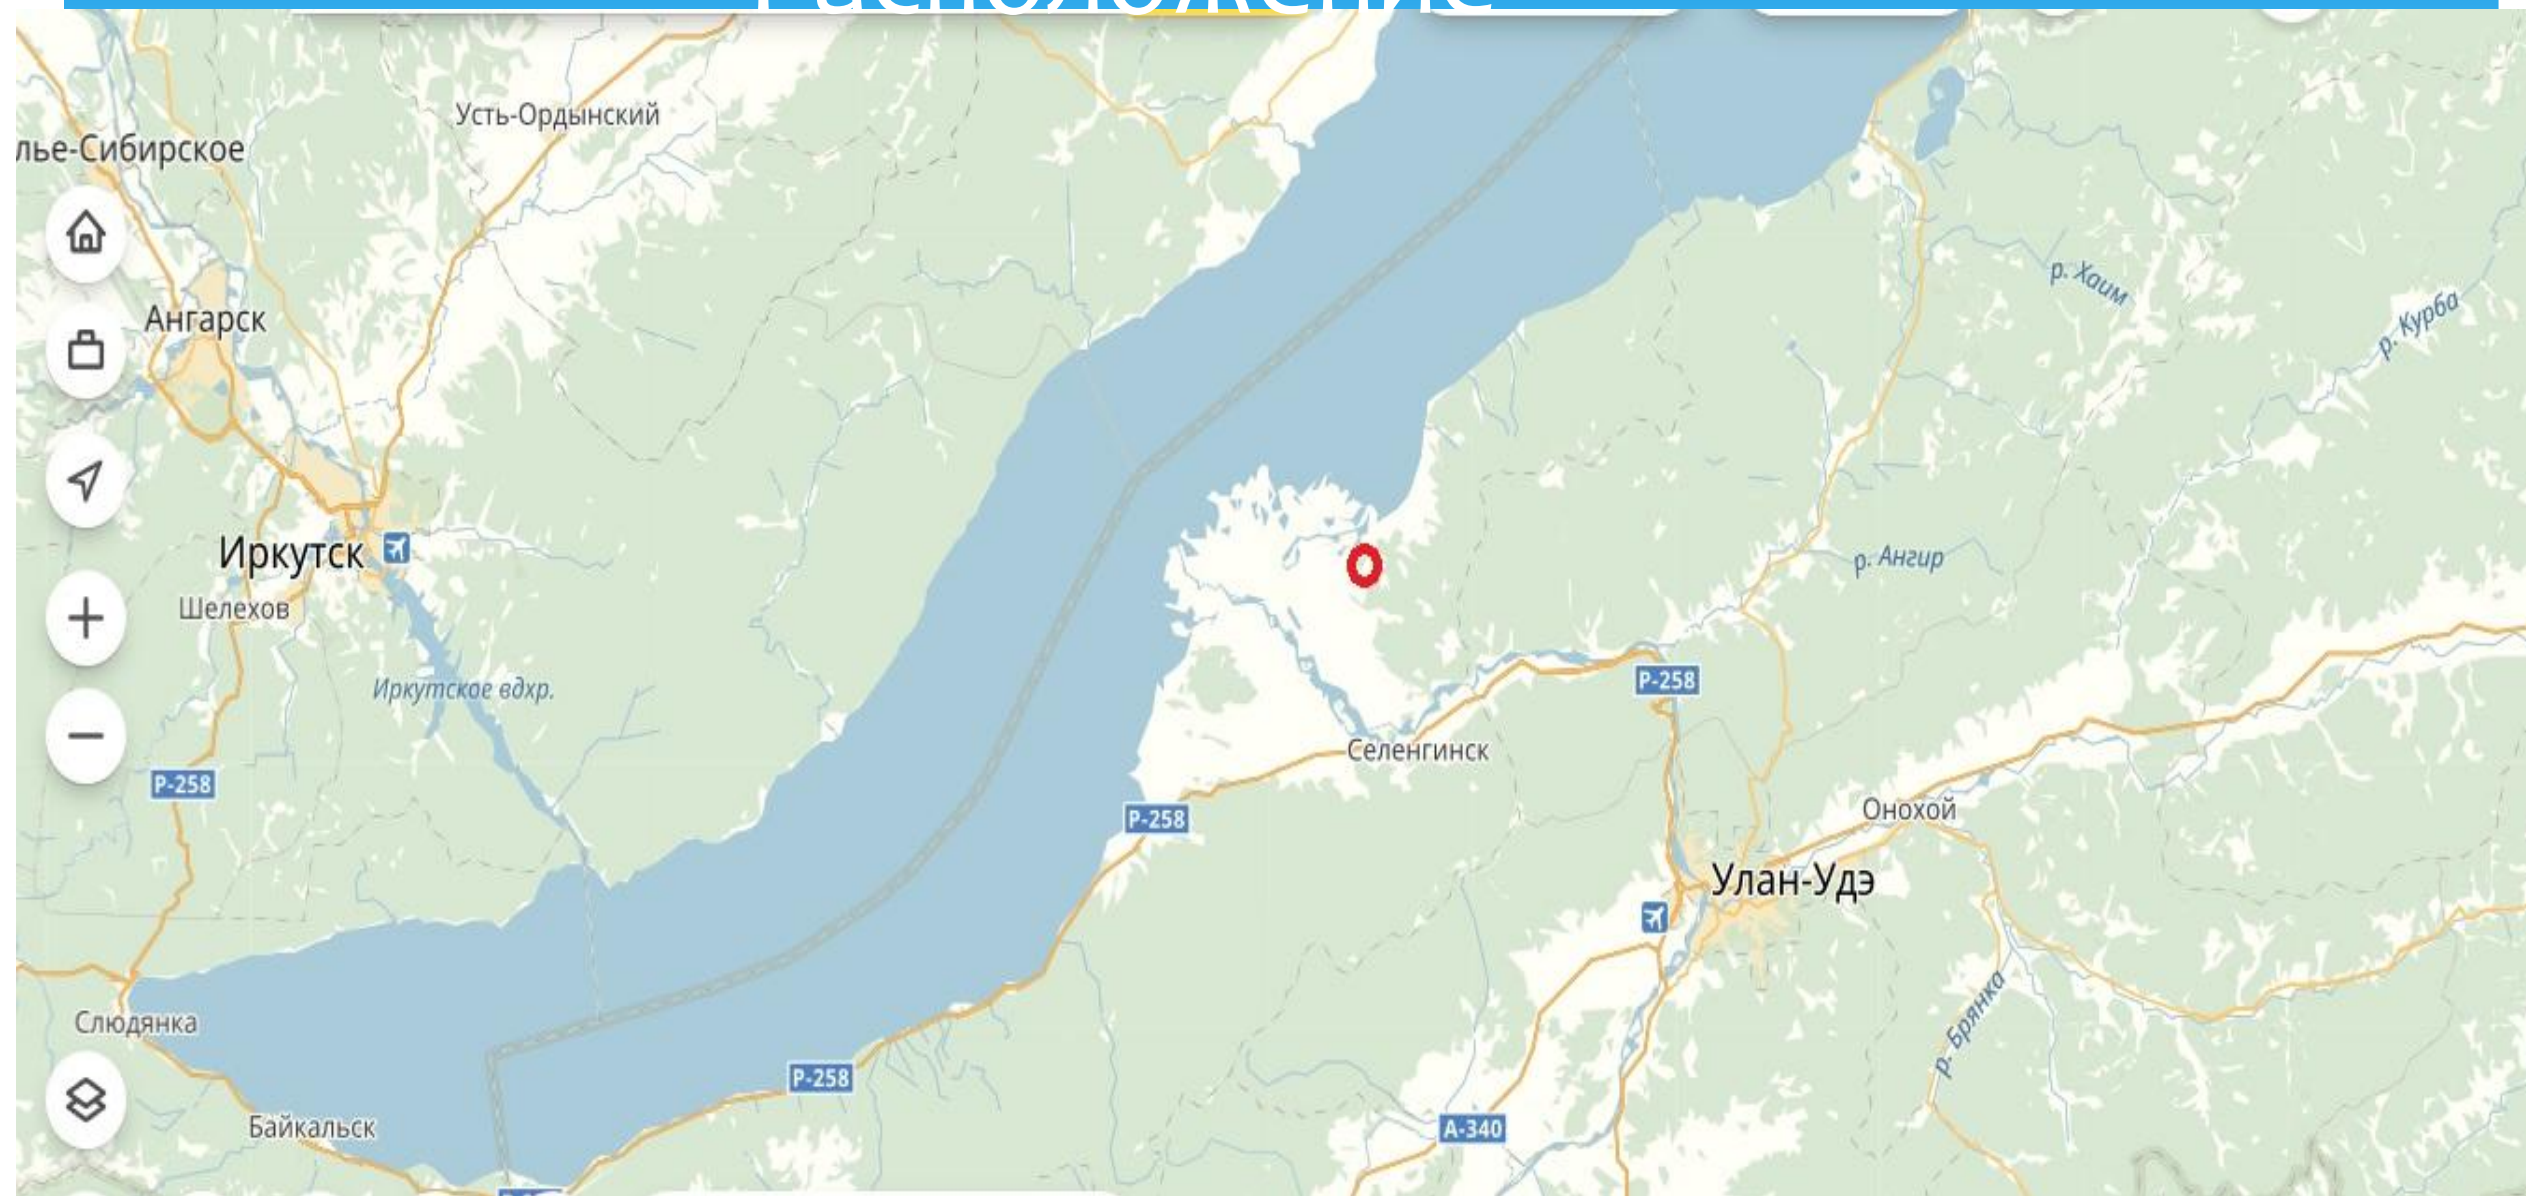 Расположение
Усть-Ордынский
лье-Сибирское
р. Хаим
р. Курба
Ангарск
Иркутск
р. Ангир
Шелехов
Иркутское вдхр.
Р-258
Селенгинск
Р-258
Р-258
Онохой
Улан-Удэ
Слюдянка
р. Брянка
Р-258
Байкальск
А-340